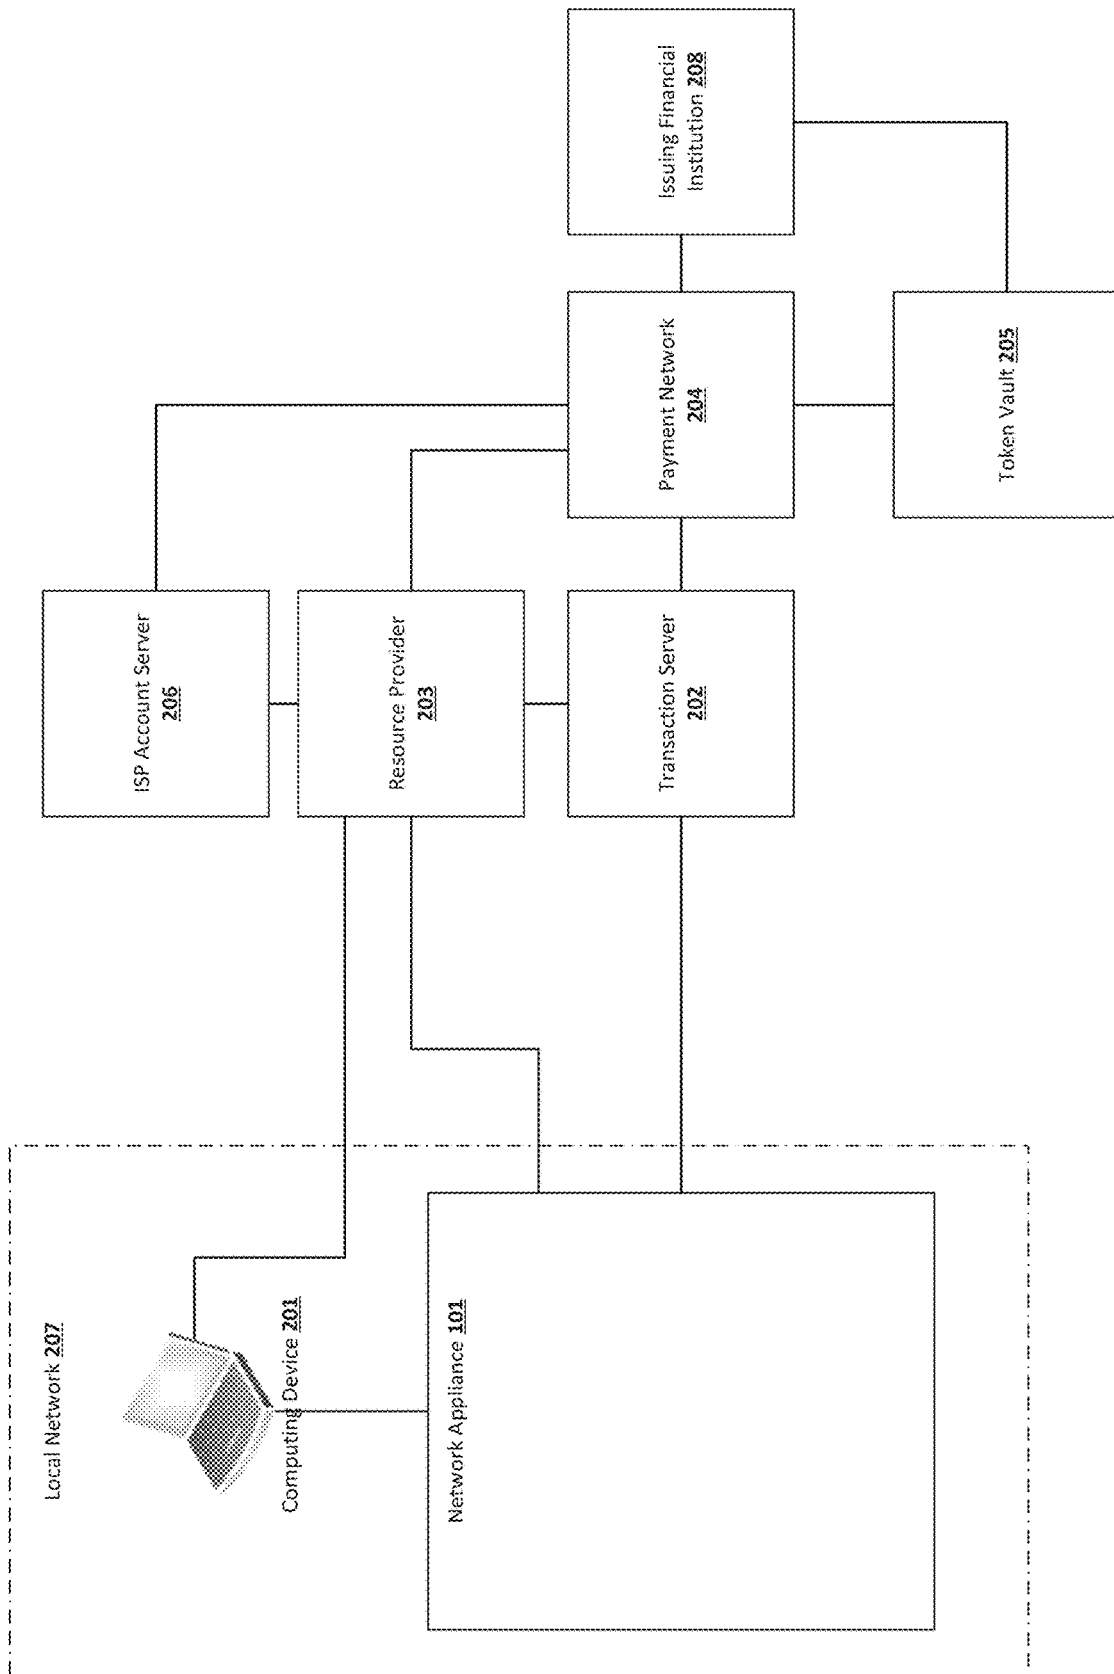 Local Network 207
Computing Device 201
Network Appliance 101
ISP Account Server
206
Resource Provider
203
Transaction Server
202
Payment Network
204
Issuing Financial
Institution 208
Token Vault 205